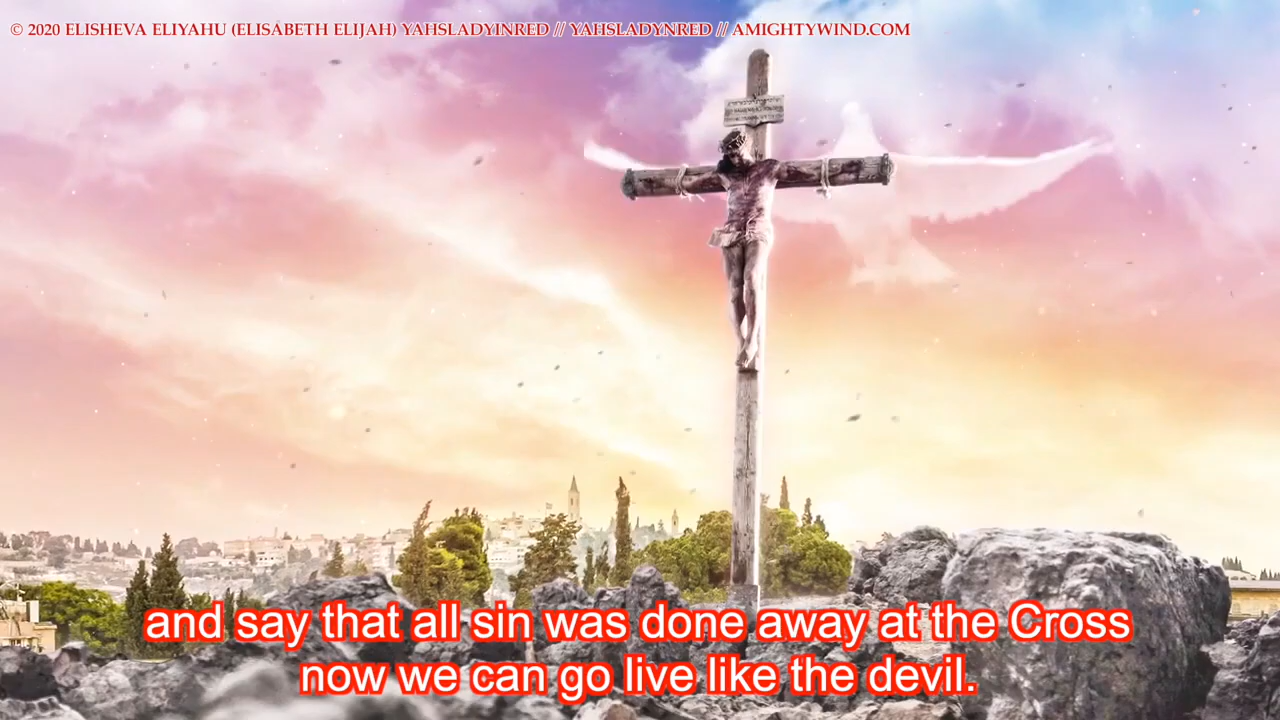 © 2020 ELISHEVA ELIYAHU (ELISABETH ELIJAH) YAHSLADYINRED // YAHSLADYNRED // AMIGHTYWIND.COM
and say that all sin was done away at the Cross
now we can go live like the devil.